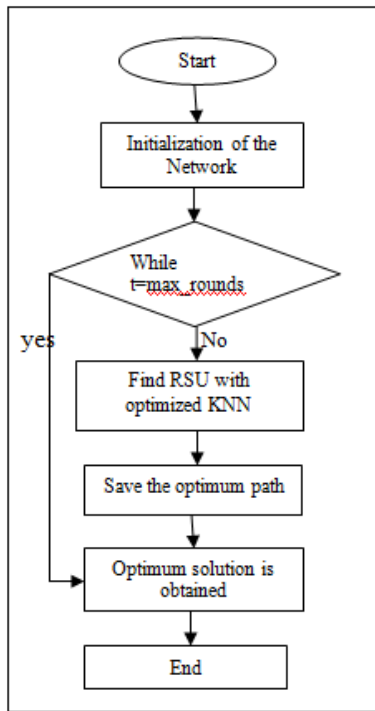 Start
Initialization of the
Network
While
t=max_rounds
yes
No
Find RSU with
optimized KNN
Save the optimum path
Optimum solution is
obtained
End